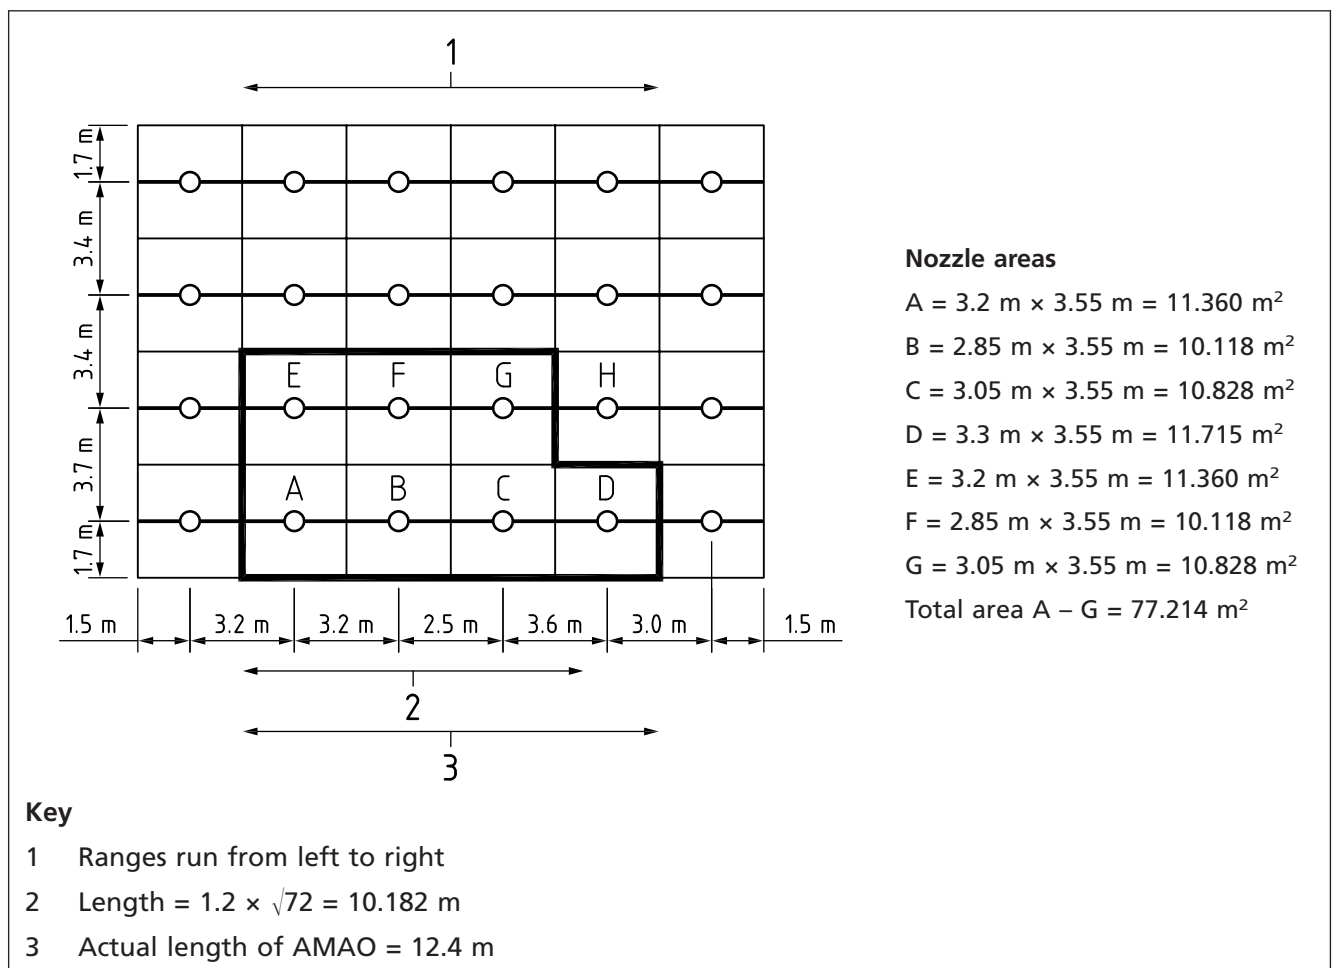 1
1.7 m
3.4 m
3.4 m
3.7 m
1.7 m
E F G H
A B C D
1.5 m 3.2 m 3.2 m 2.5 m 3.6 m 3.0 m 1.5 m
2
3
Nozzle areas
A = 3.2 m × 3.55 m = 11.360 m²
B = 2.85 m × 3.55 m = 10.118 m²
C = 3.05 m × 3.55 m = 10.828 m²
D = 3.3 m × 3.55 m = 11.715 m²
E = 3.2 m × 3.55 m = 11.360 m²
F = 2.85 m × 3.55 m = 10.118 m²
G = 3.05 m × 3.55 m = 10.828 m²
Total area A – G = 77.214 m²
Key
1 Ranges run from left to right
2 Length = 1.2 × √72 = 10.182 m
3 Actual length of AMAO = 12.4 m